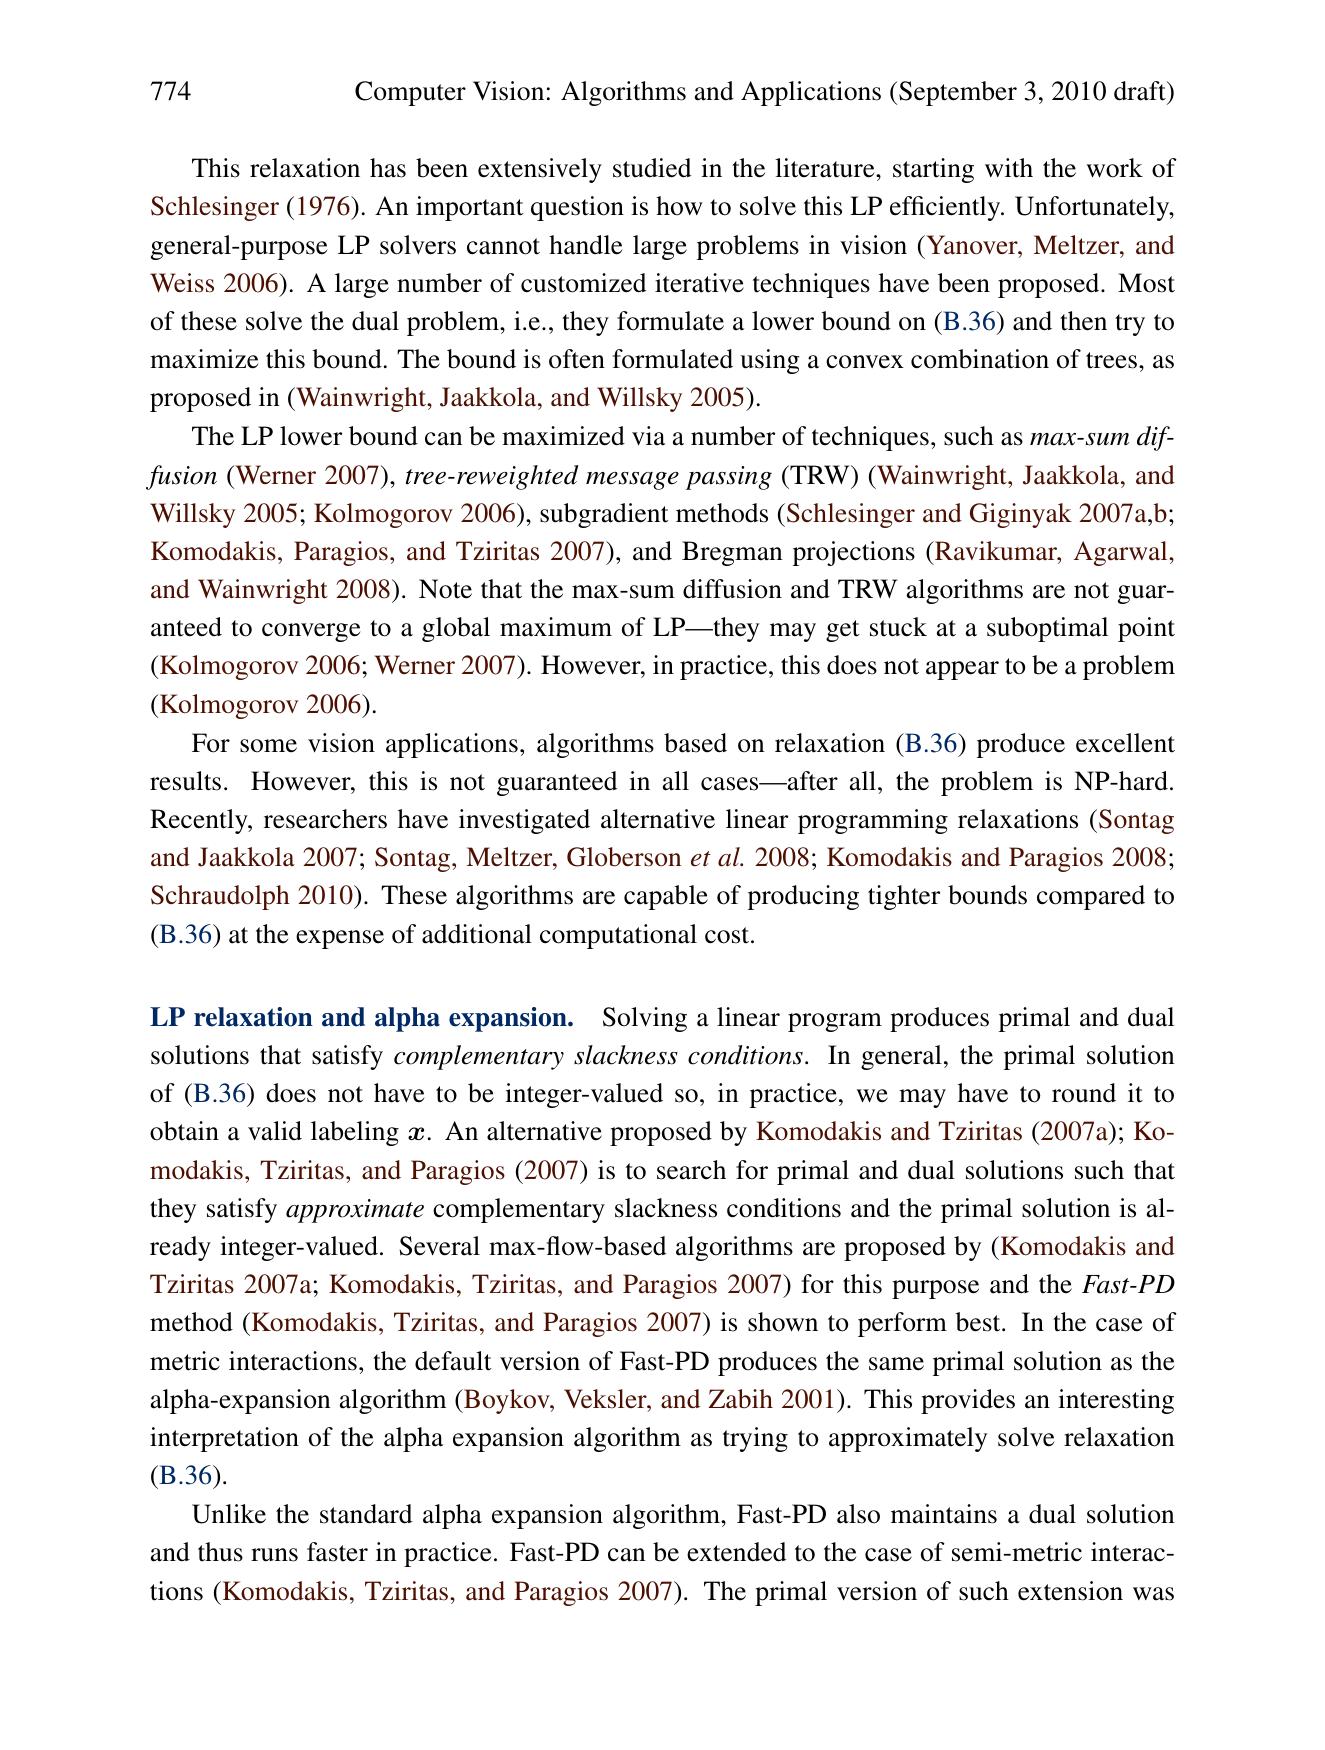 774 Computer Vision: Algorithms and Applications (September 3, 2010 draft)
This relaxation has been extensively studied in the literature, starting with the work of
Schlesinger (1976). An important question is how to solve this LP efficiently. Unfortunately,
general-purpose LP solvers cannot handle large problems in vision (Yanover, Meltzer, and
Weiss 2006). A large number of customized iterative techniques have been proposed. Most
of these solve the dual problem, i.e., they formulate a lower bound on (B.36) and then try to
maximize this bound. The bound is often formulated using a convex combination of trees, as
proposed in (Wainwright, Jaakkola, and Willsky 2005).
The LP lower bound can be maximized via a number of techniques, such as max-sum dif-
fusion (Werner 2007), tree-reweighted message passing (TRW) (Wainwright, Jaakkola, and
Willsky 2005; Kolmogorov 2006), subgradient methods (Schlesinger and Giginyak 2007a,b;
Komodakis, Paragios, and Tziritas 2007), and Bregman projections (Ravikumar, Agarwal,
and Wainwright 2008). Note that the max-sum diffusion and TRW algorithms are not guar-
anteed to converge to a global maximum of LP—they may get stuck at a suboptimal point
(Kolmogorov 2006; Werner 2007). However, in practice, this does not appear to be a problem
(Kolmogorov 2006).
For some vision applications, algorithms based on relaxation (B.36) produce excellent
results. However, this is not guaranteed in all cases—after all, the problem is NP-hard.
Recently, researchers have investigated alternative linear programming relaxations (Sontag
and Jaakkola 2007; Sontag, Meltzer, Globerson et al. 2008; Komodakis and Paragios 2008;
Schraudolph 2010). These algorithms are capable of producing tighter bounds compared to
(B.36) at the expense of additional computational cost.
LP relaxation and alpha expansion. Solving a linear program produces primal and dual
solutions that satisfy complementary slackness conditions. In general, the primal solution
of (B.36) does not have to be integer-valued so, in practice, we may have to round it to
obtain a valid labeling x. An alternative proposed by Komodakis and Tziritas (2007a); Ko-
modakis, Tziritas, and Paragios (2007) is to search for primal and dual solutions such that
they satisfy approximate complementary slackness conditions and the primal solution is al-
ready integer-valued. Several max-flow-based algorithms are proposed by (Komodakis and
Tziritas 2007a; Komodakis, Tziritas, and Paragios 2007) for this purpose and the Fast-PD
method (Komodakis, Tziritas, and Paragios 2007) is shown to perform best. In the case of
metric interactions, the default version of Fast-PD produces the same primal solution as the
alpha-expansion algorithm (Boykov, Veksler, and Zabih 2001). This provides an interesting
interpretation of the alpha expansion algorithm as trying to approximately solve relaxation
(B.36).
Unlike the standard alpha expansion algorithm, Fast-PD also maintains a dual solution
and thus runs faster in practice. Fast-PD can be extended to the case of semi-metric interac-
tions (Komodakis, Tziritas, and Paragios 2007). The primal version of such extension was